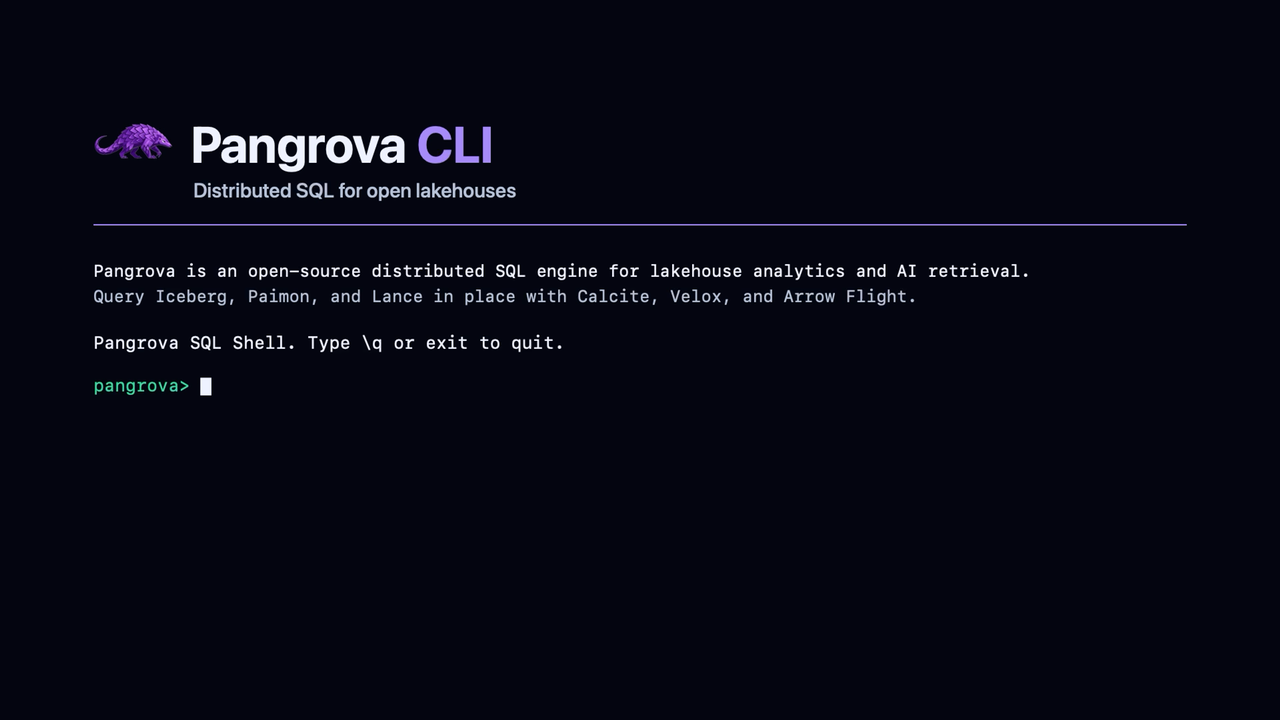 Pangrova CLI
Distributed SQL for open lakehouses
Pangrova is an open-source distributed SQL engine for lakehouse analytics and AI retrieval.
Query Iceberg, Paimon, and Lance in place with Calcite, Velox, and Arrow Flight.
Pangrova SQL Shell. Type \q or exit to quit.
pangrova>